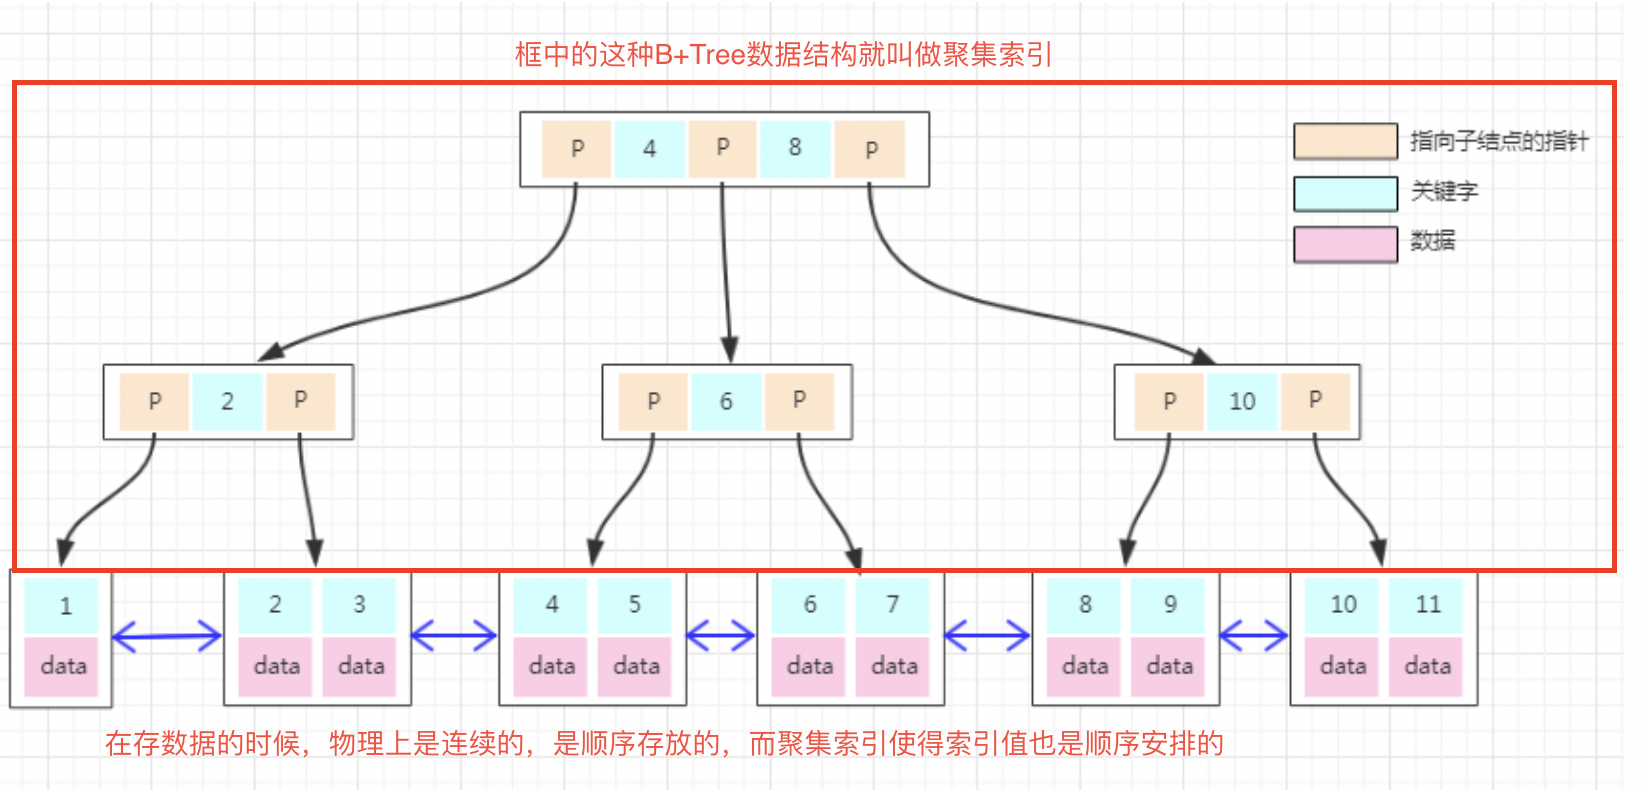 框中的这种B+Tree数据结构就叫做聚集索引
P 4 P 8 P
指向子结点的指针
关键字
数据
P 2 P
P 6 P
P 10 P
1
2 3
4 5
6 7
8 9
10 11
data
data data
data data
data data
data data
data data
在存数据的时候，物理上是连续的，是顺序存放的，而聚集索引使得索引值也是顺序安排的